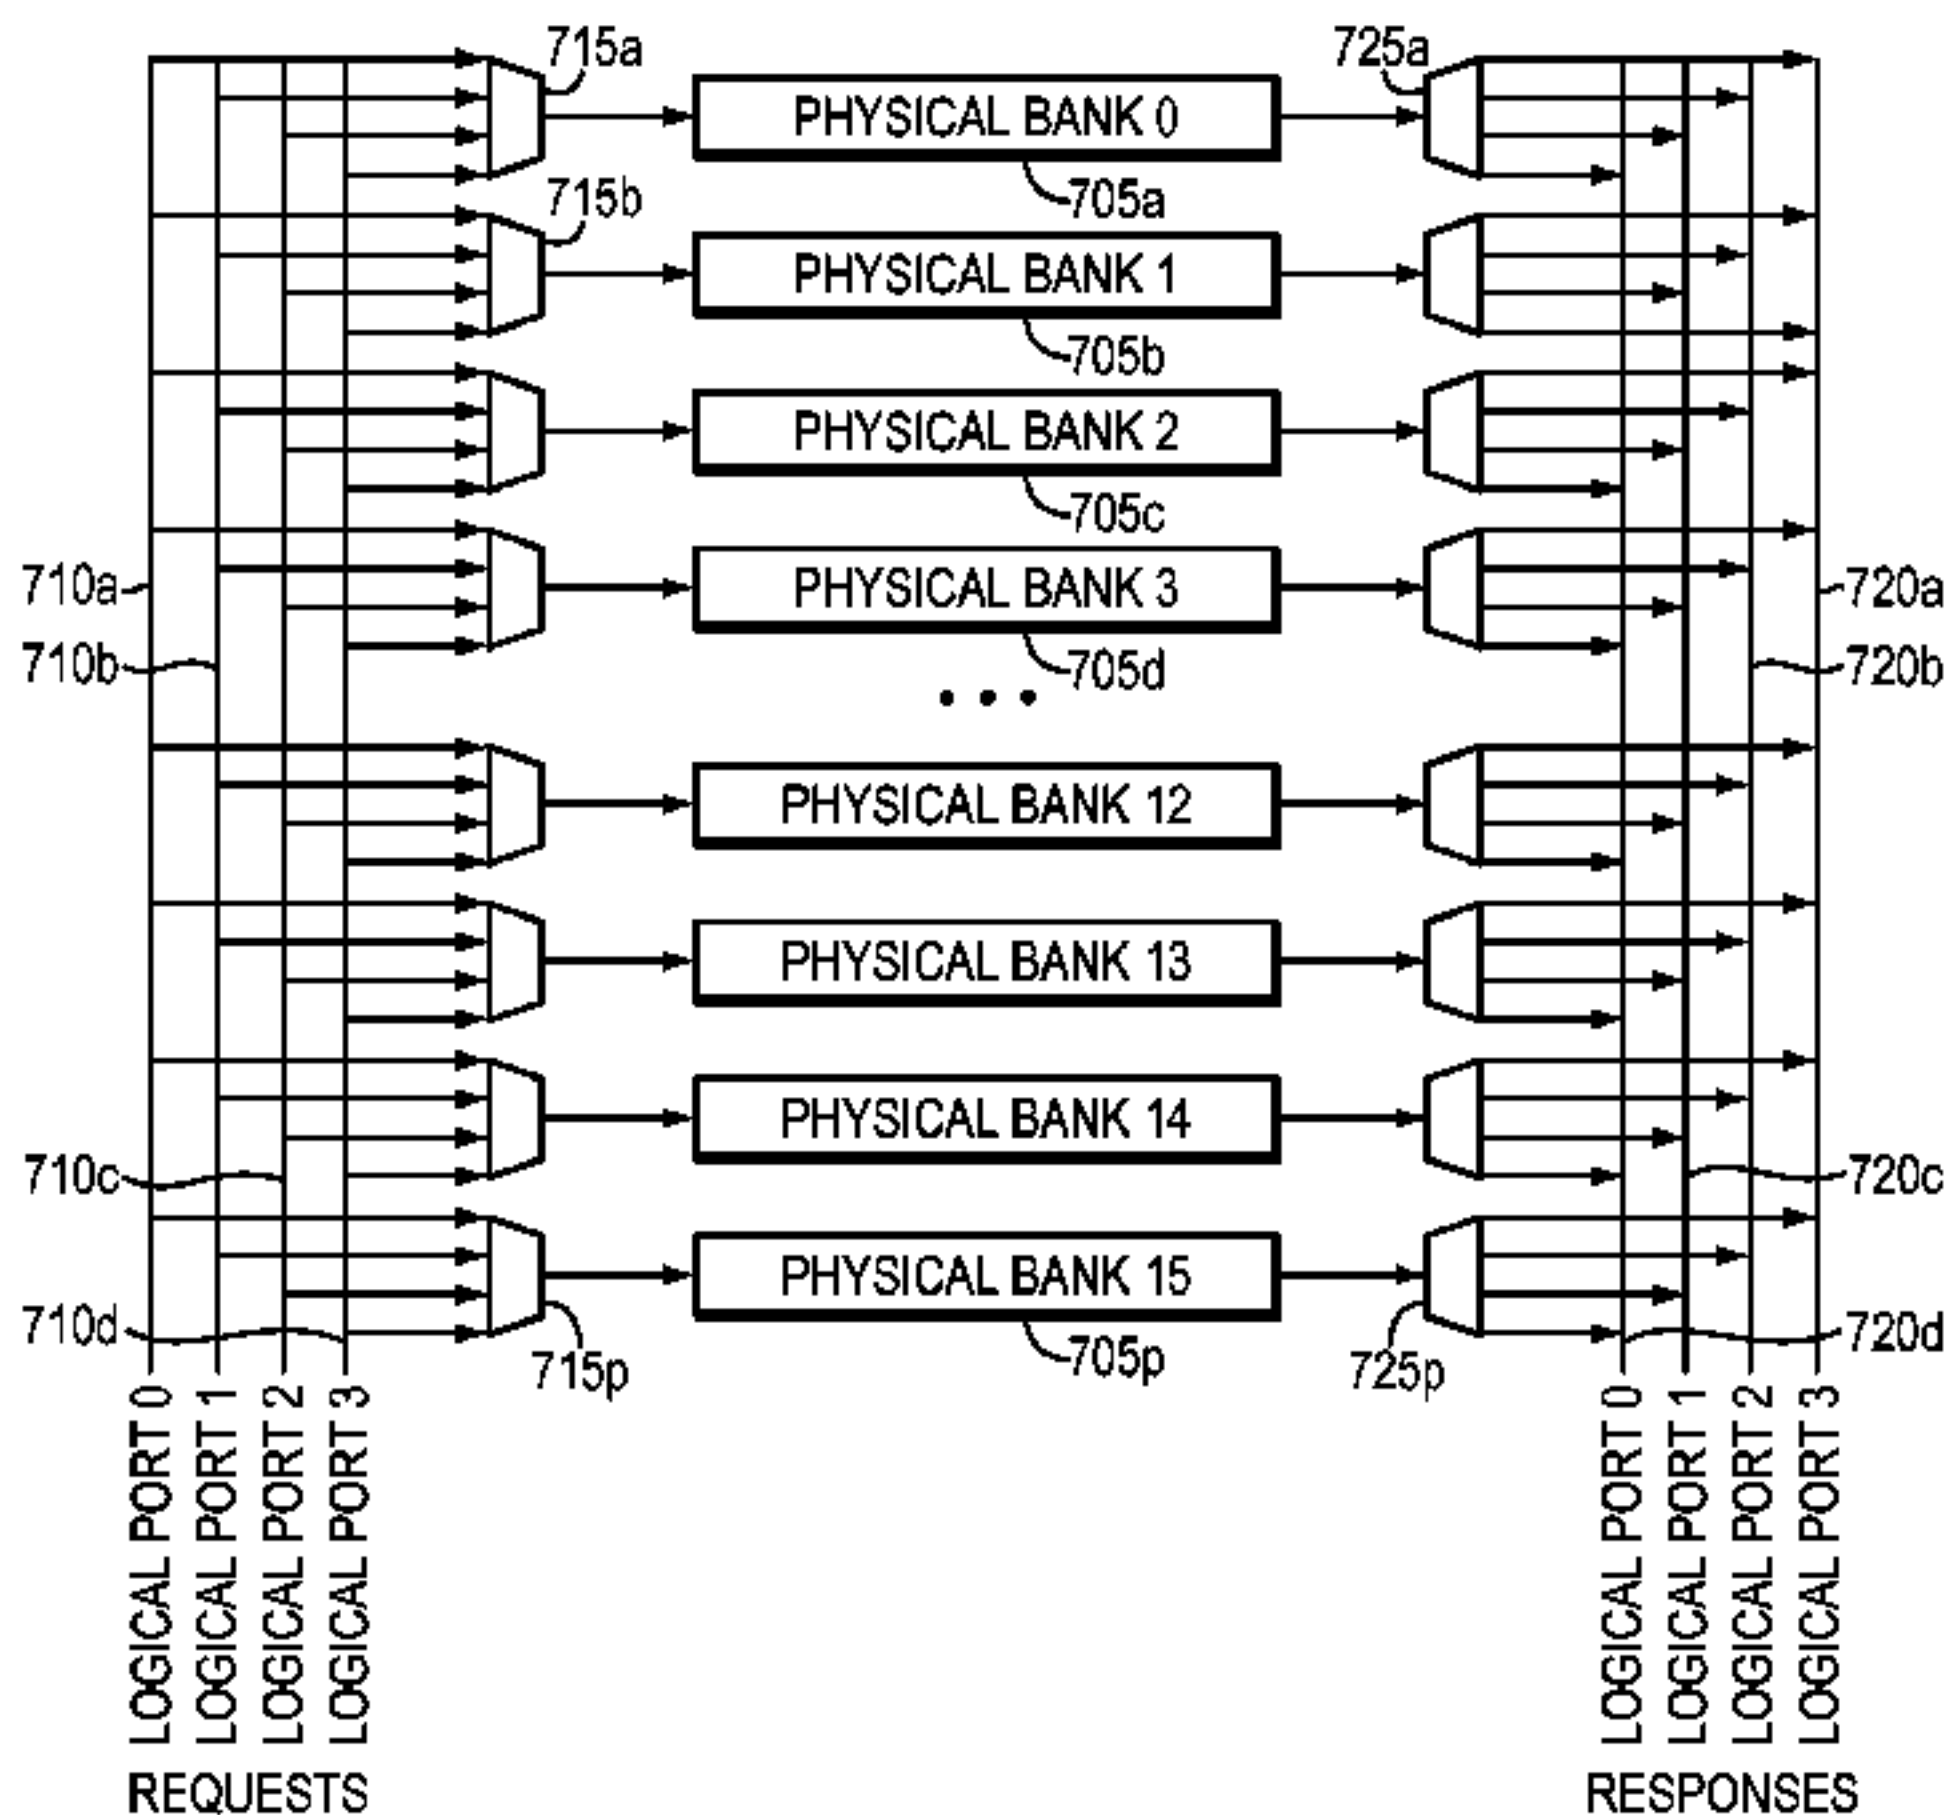 715a
725a
PHYSICAL BANK 0
705a
715b
PHYSICAL BANK 1
705b
PHYSICAL BANK 2
705c
710a
PHYSICAL BANK 3
720a
710b
705d
720b
• • •
PHYSICAL BANK 12
PHYSICAL BANK 13
PHYSICAL BANK 14
710c
720c
PHYSICAL BANK 15
710d
715p
705p
725p
720d
LOGICAL PORT 0
LOGICAL PORT 1
LOGICAL PORT 2
LOGICAL PORT 3
LOGICAL PORT 0
LOGICAL PORT 1
LOGICAL PORT 2
LOGICAL PORT 3
REQUESTS
RESPONSES